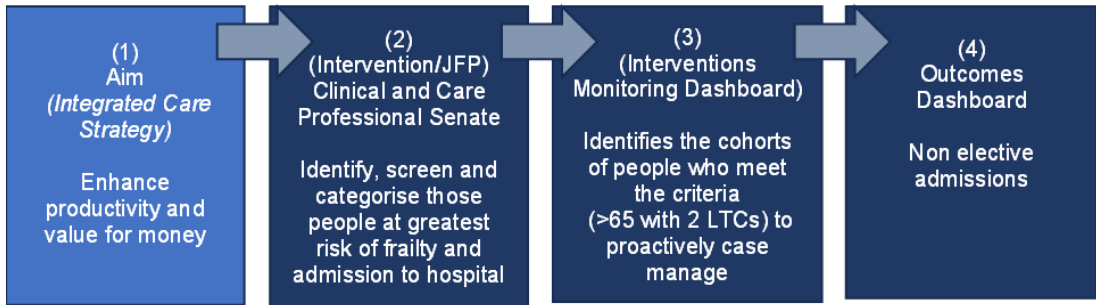 (1)
Aim
(Integrated Care
Strategy)
Enhance
productivity and
value for money
(2)
(Intervention/JFP)
Clinical and Care
Professional Senate
Identify, screen and
categorise those
people at greatest
risk of frailty and
admission to hospital
(3)
(Interventions
Monitoring Dashboard)
Identifies the cohorts
of people who meet
the criteria
(>65 with 2 LTCs) to
proactively case
manage
(4)
Outcomes
Dashboard
Non elective
admissions